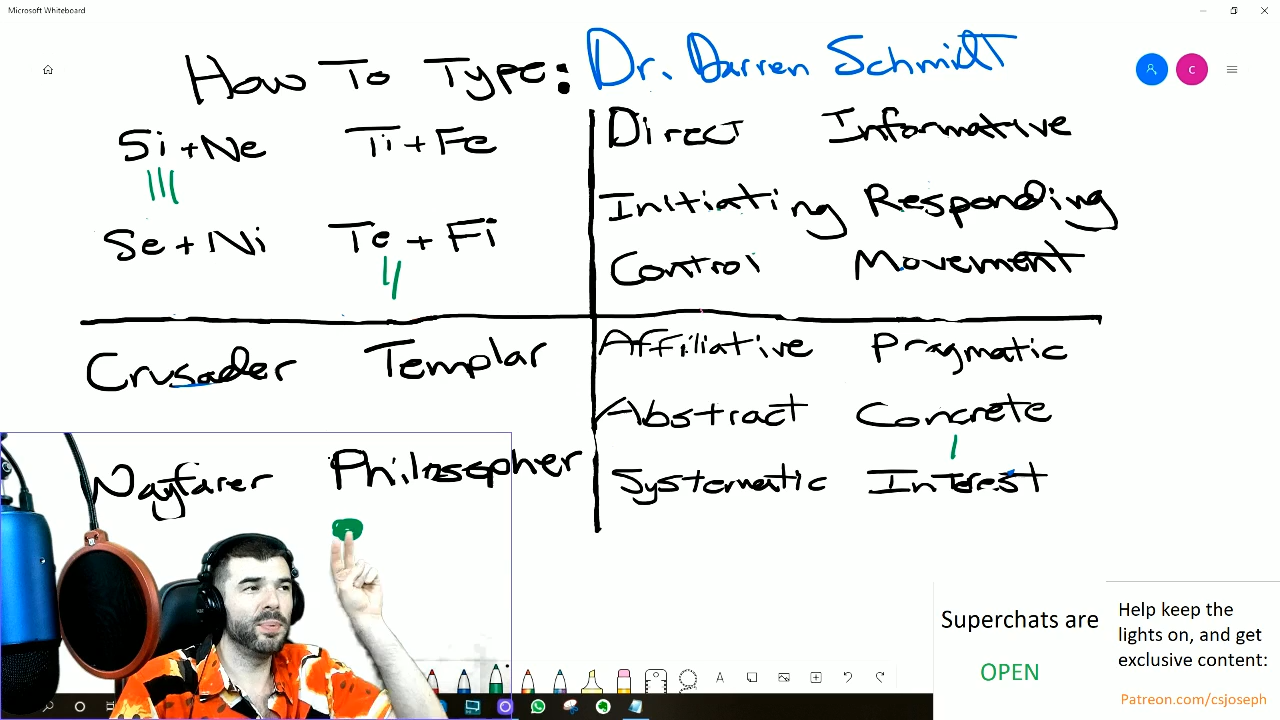 Microsoft Whiteboard
How To Type: Dr. Darren Schmidt
Si + Ne Ti + Fe
Se + Ni Te + Fi
Direct Informative
Initiating Responding
Control Movement
Crusader Templar
Wayfarer Philosopher
Affiliative Pragmatic
Abstract Concrete
Systematic Interest
C
A
Superchats are
OPEN
Help keep the
lights on, and get
exclusive content:
Patreon.com/csjoseph